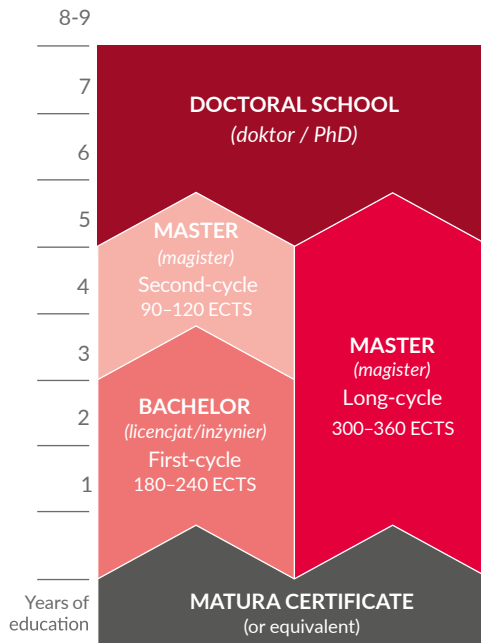 8-9
7
6
5
4
3
2
1
Years of
education
DOCTORAL SCHOOL
(doktor / PhD)
MASTER
(magister)
Second-cycle
90–120 ECTS
BACHELOR
(licencjat/inżynier)
First-cycle
180–240 ECTS
MASTER
(magister)
Long-cycle
300–360 ECTS
MATURA CERTIFICATE
(or equivalent)